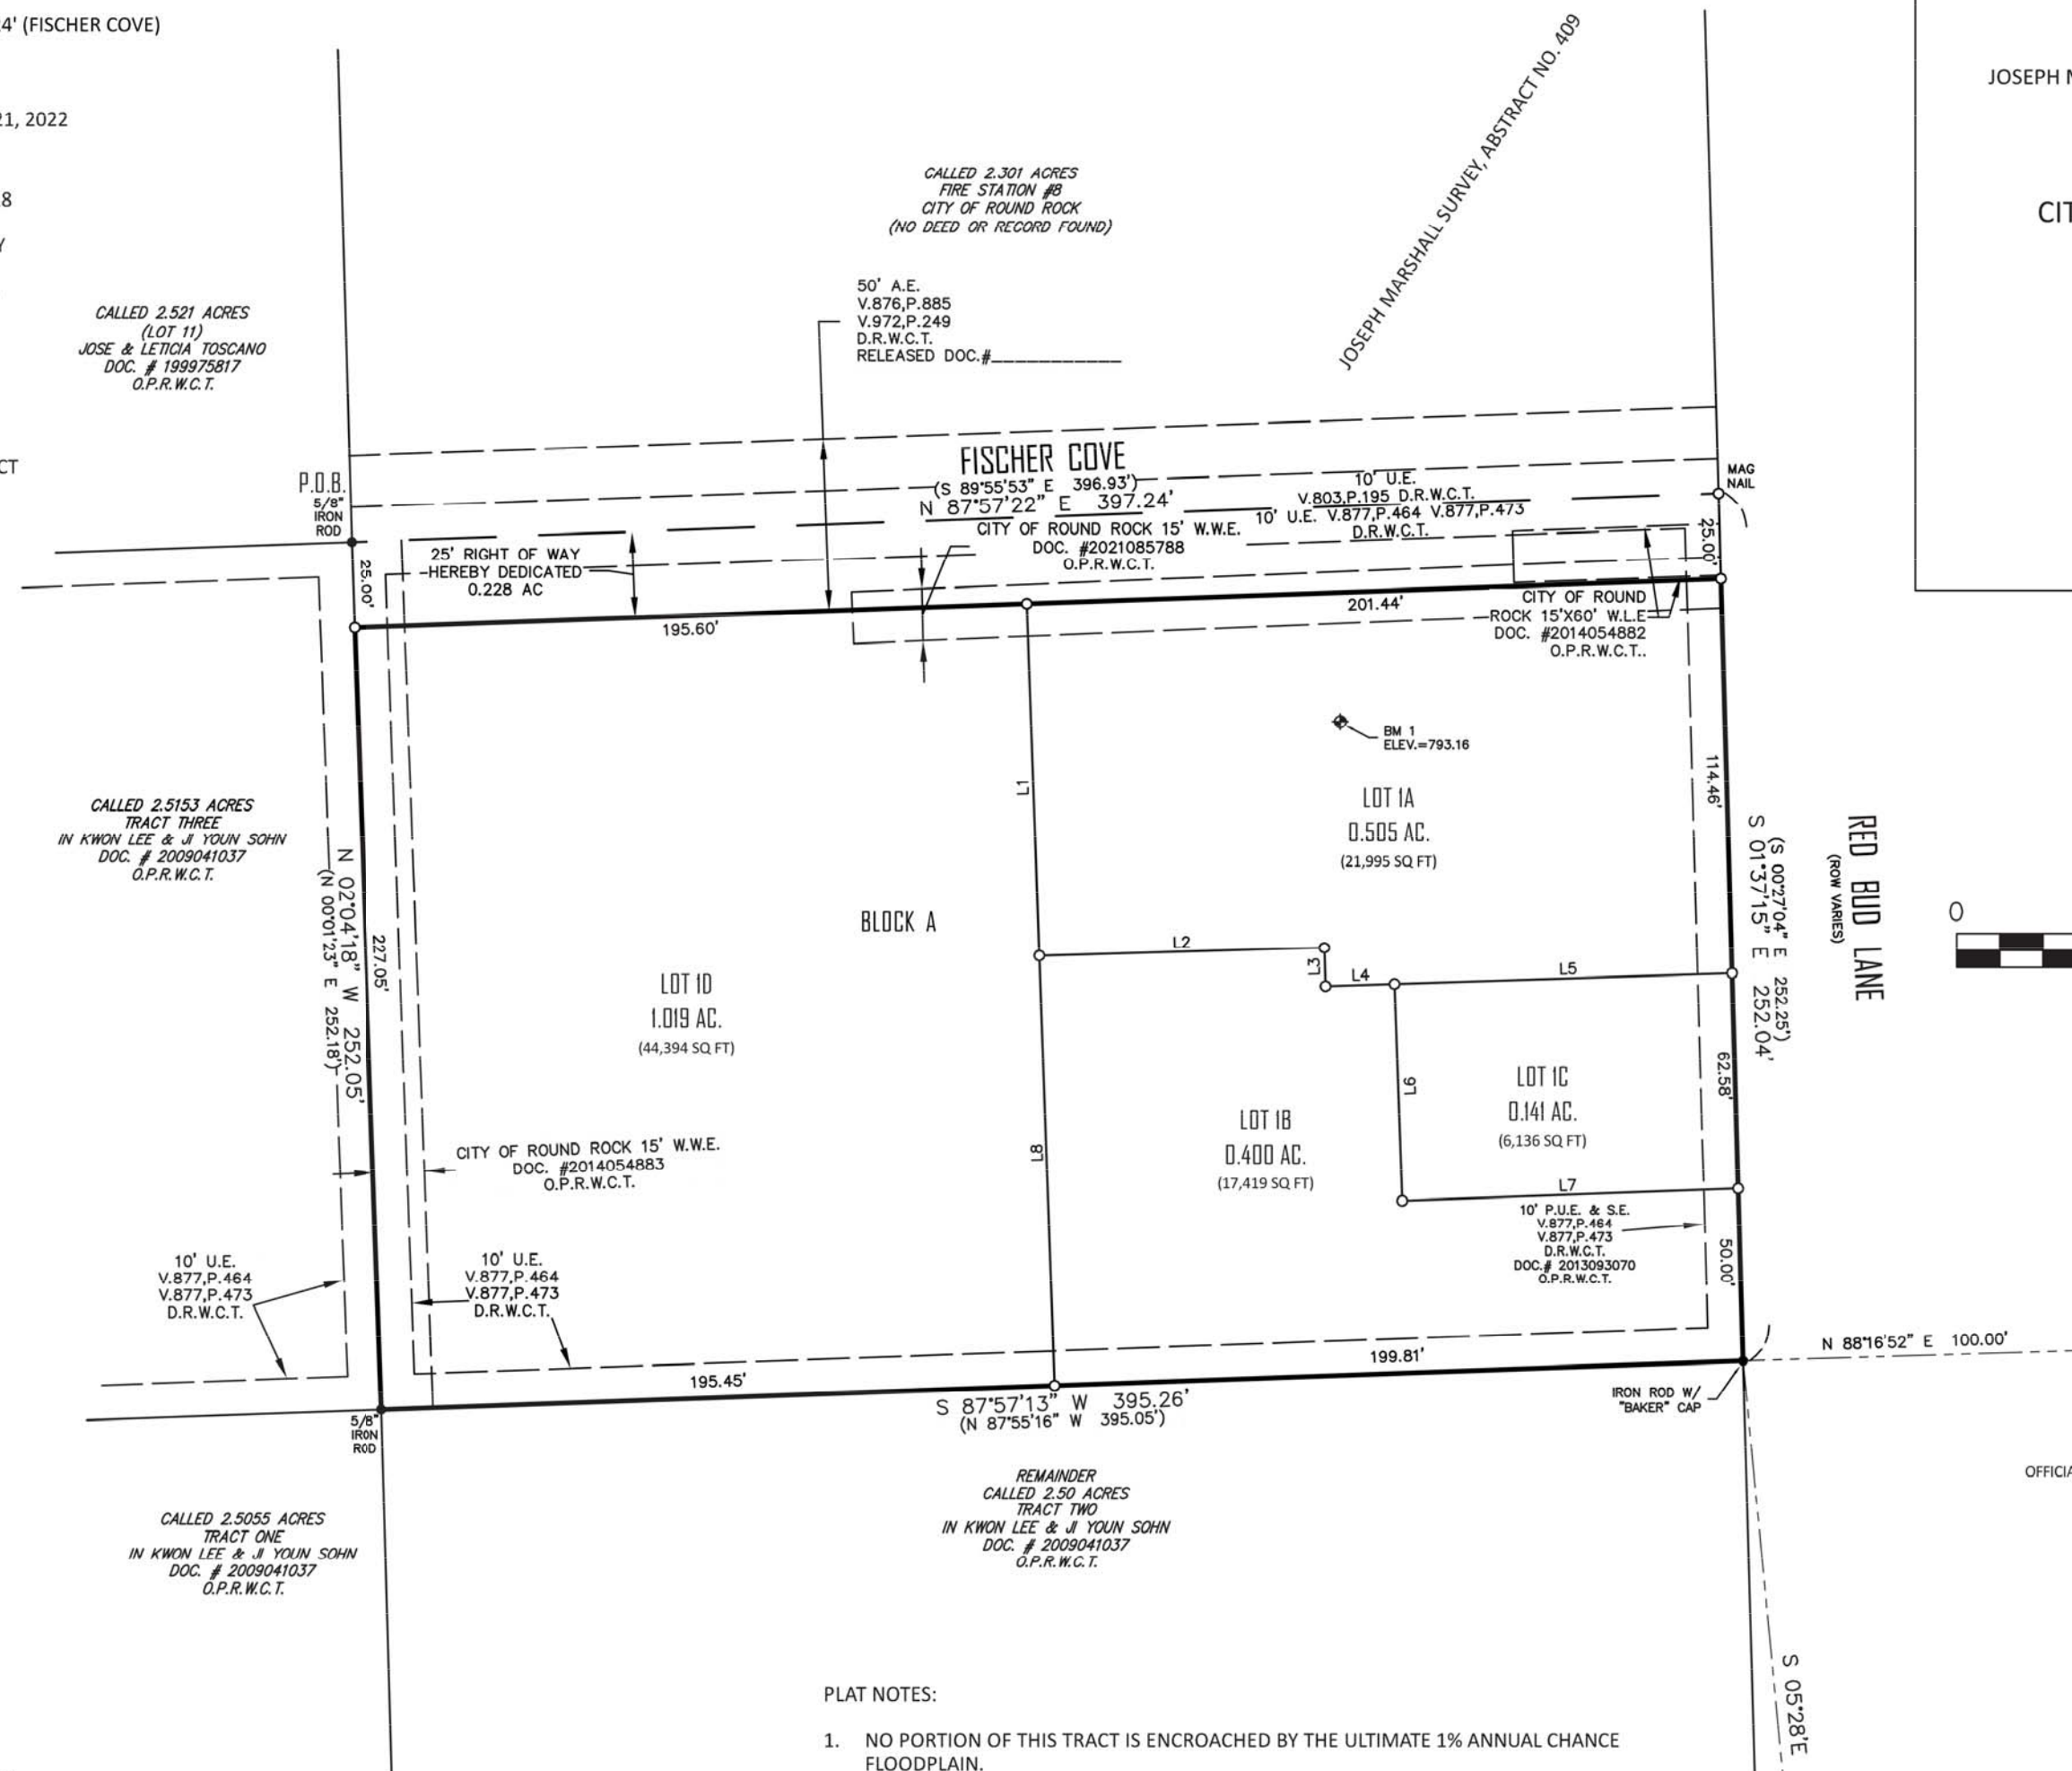 4' (FISCHER COVE)
21, 2022
8
Y
CT
JOSEPH MARSHALL SURVEY, ABSTRACT NO. 409
JOSEPH
CIT
CALLED 2.301 ACRES
FIRE STATION #8
CITY OF ROUND ROCK
(NO DEED OR RECORD FOUND)
50' A.E.
V.876,P.885
V.972,P.249
D.R.W.C.T.
RELEASED DOC.#____________
CALLED 2.521 ACRES
(LOT 11)
JOSE & LETICIA TOSCANO
DOC. # 199975817
O.P.R.W.C.T.
P.O.B.
5/8"
IRON
ROD
FISCHER COVE
(S 89°55'53" E 396.93')
N 87°57'22" E 397.24'
10' U.E.
V.803,P.195 D.R.W.C.T.
10' U.E. V.877,P.464 V.877,P.473
D.R.W.C.T.
MAG
NAIL
CITY OF ROUND ROCK 15' W.W.E.
DOC. #2021085788
O.P.R.W.C.T.
25' RIGHT OF WAY
HEREBY DEDICATED
0.228 AC
25.00'
25.00'
195.60'
201.44'
CITY OF ROUND
ROCK 15'X60' W.L.E
DOC. #2014054882
O.P.R.W.C.T..
BM 1
ELEV.=793.16
L1
LOT 1A
0.505 AC.
(21,995 SQ FT)
114.46'
CALLED 2.5153 ACRES
TRACT THREE
IN KWON LEE & JI YOUN SOHN
DOC. # 2009041037
O.P.R.W.C.T.
N 02°04'18" W 252.05'
(N 00°01'23" E 252.18')
227.05'
BLOCK A
S 01°37'15" E 252.04'
(S 00°27'04" E 252.25')
RED BUD LANE
(ROW VARIES)
0
L2
L3
L4
L5
LOT 1D
1.019 AC.
(44,394 SQ FT)
L6
LOT 1C
0.141 AC.
(6,136 SQ FT)
62.58'
LOT 1B
0.400 AC.
(17,419 SQ FT)
L8
L7
CITY OF ROUND ROCK 15' W.W.E.
DOC. #2014054883
O.P.R.W.C.T.
10' P.U.E. & S.E.
V.877,P.464
V.877,P.473
D.R.W.C.T.
DOC.# 2013093070
O.P.R.W.C.T.
50.00'
10' U.E.
V.877,P.464
V.877,P.473
D.R.W.C.T.
10' U.E.
V.877,P.464
V.877,P.473
D.R.W.C.T.
N 88°16'52" E 100.00'
195.45'
199.81'
S 87°57'13" W 395.26'
(N 87°55'16" W 395.05')
IRON ROD W/
"BAKER" CAP
5/8"
IRON
ROD
REMAINDER
CALLED 2.50 ACRES
TRACT TWO
IN KWON LEE & JI YOUN SOHN
DOC. # 2009041037
O.P.R.W.C.T.
OFFICIA
CALLED 2.5055 ACRES
TRACT ONE
IN KWON LEE & JI YOUN SOHN
DOC. # 2009041037
O.P.R.W.C.T.
S 05°28'E
PLAT NOTES:
1. NO PORTION OF THIS TRACT IS ENCROACHED BY THE ULTIMATE 1% ANNUAL CHANCE
FLOODPLAIN.